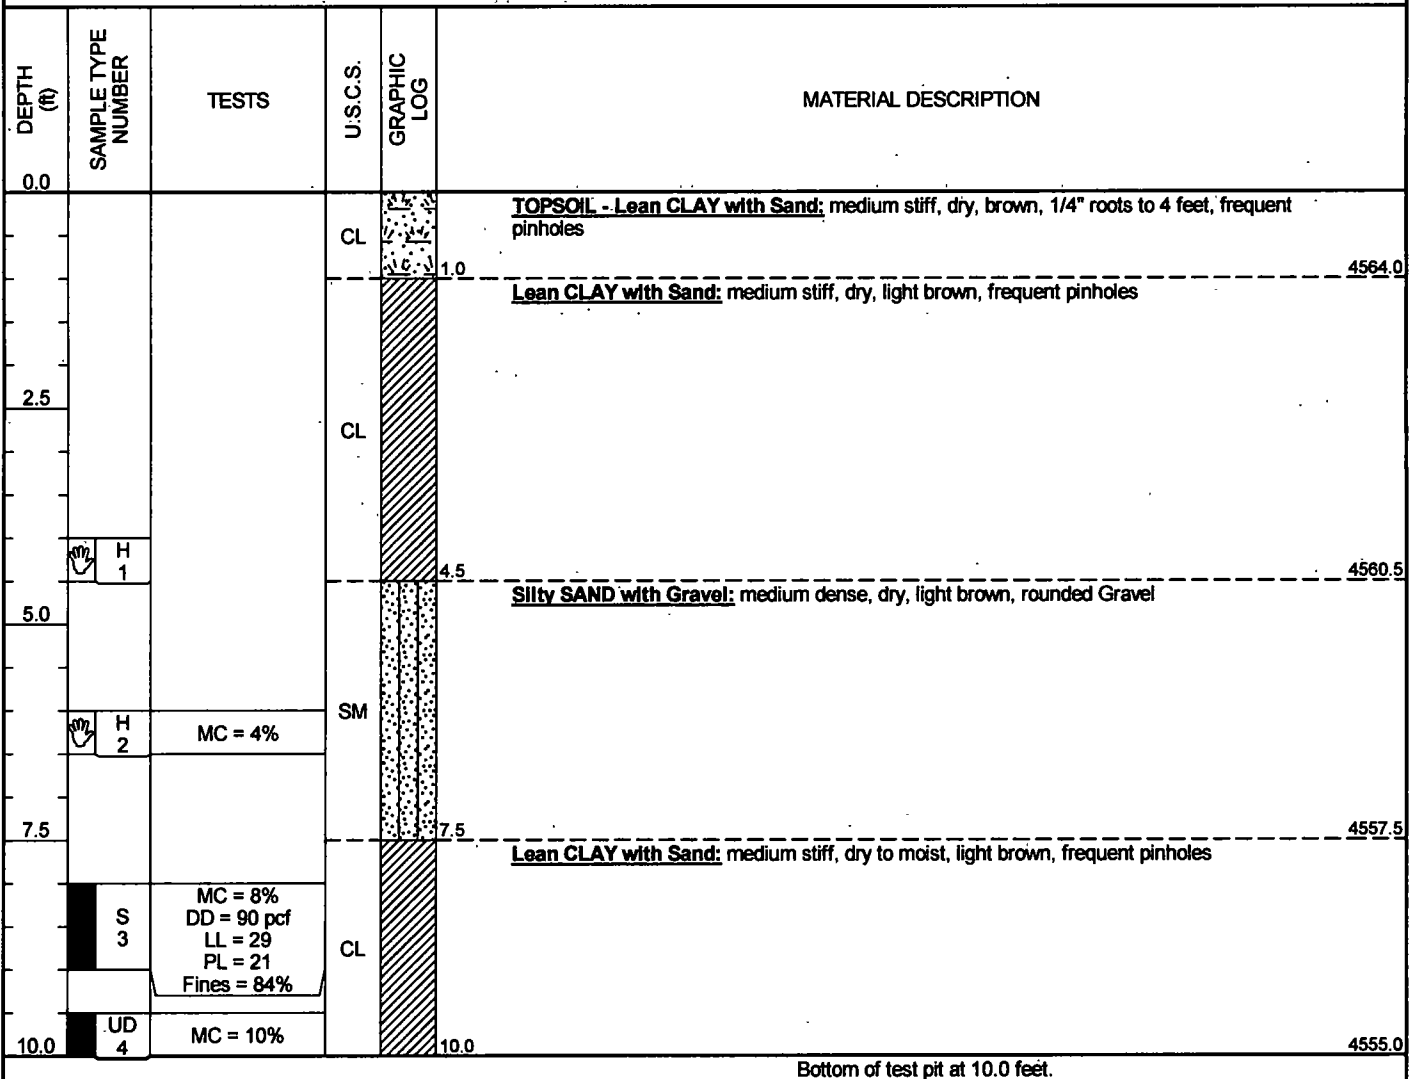 DEPTH
(ft)
SAMPLE TYPE
NUMBER
TESTS
U.S.C.S.
GRAPHIC
LOG
MATERIAL DESCRIPTION
0.0
TOPSOIL - Lean CLAY with Sand: medium stiff, dry, brown, 1/4" roots to 4 feet, frequent
pinholes
CL
1.0
4564.0
Lean CLAY with Sand: medium stiff, dry, light brown, frequent pinholes
2.5
CL
H
1
4.5
4560.5
Silty SAND with Gravel: medium dense, dry, light brown, rounded Gravel
5.0
SM
H
2
MC = 4%
7.5
7.5
4557.5
Lean CLAY with Sand: medium stiff, dry to moist, light brown, frequent pinholes
S
3
MC = 8%
DD = 90 pcf
LL = 29
PL = 21
Fines = 84%
CL
UD
4
MC = 10%
10.0
10.0
4555.0
Bottom of test pit at 10.0 feet.